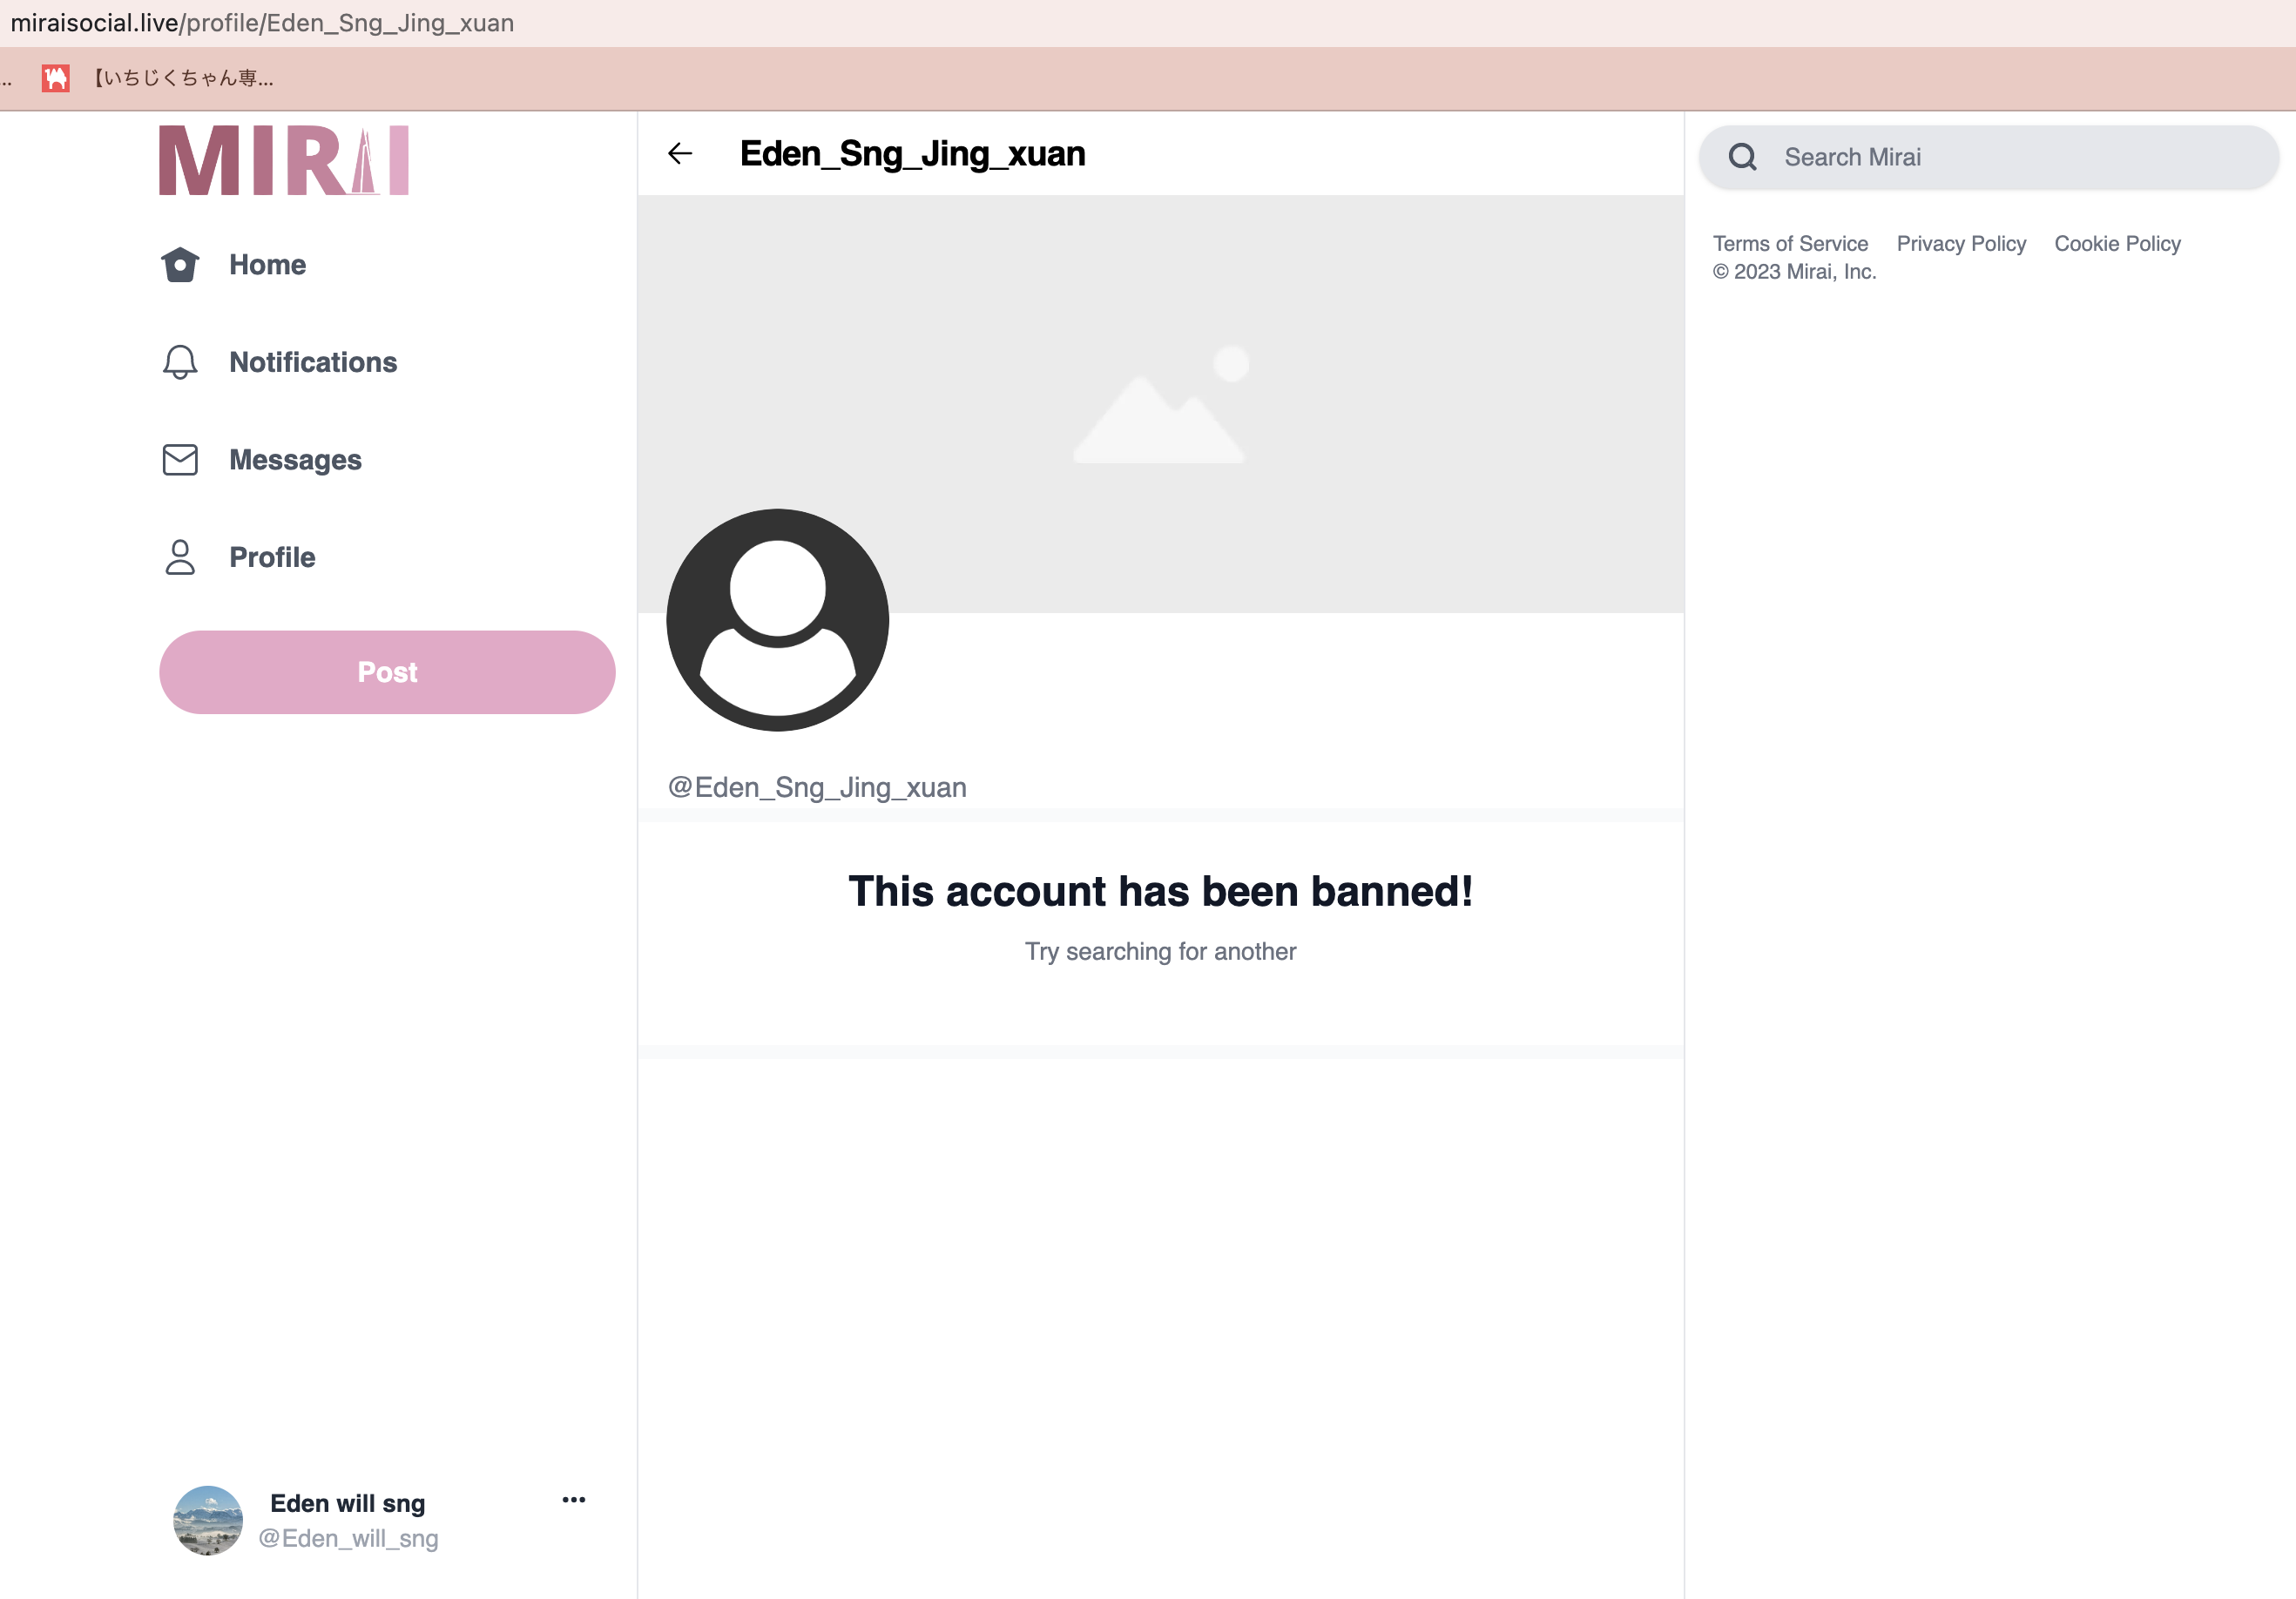 miraisocial.live/profile/Eden_Sng_Jing_xuan
... 【いちじくちゃん専...
MIRAI
Home
Notifications
Messages
Profile
Post
Eden will sng
@Eden_will_sng
...
Eden_Sng_Jing_xuan
@Eden_Sng_Jing_xuan
This account has been banned!
Try searching for another
Search Mirai
Terms of Service Privacy Policy Cookie Policy
© 2023 Mirai, Inc.